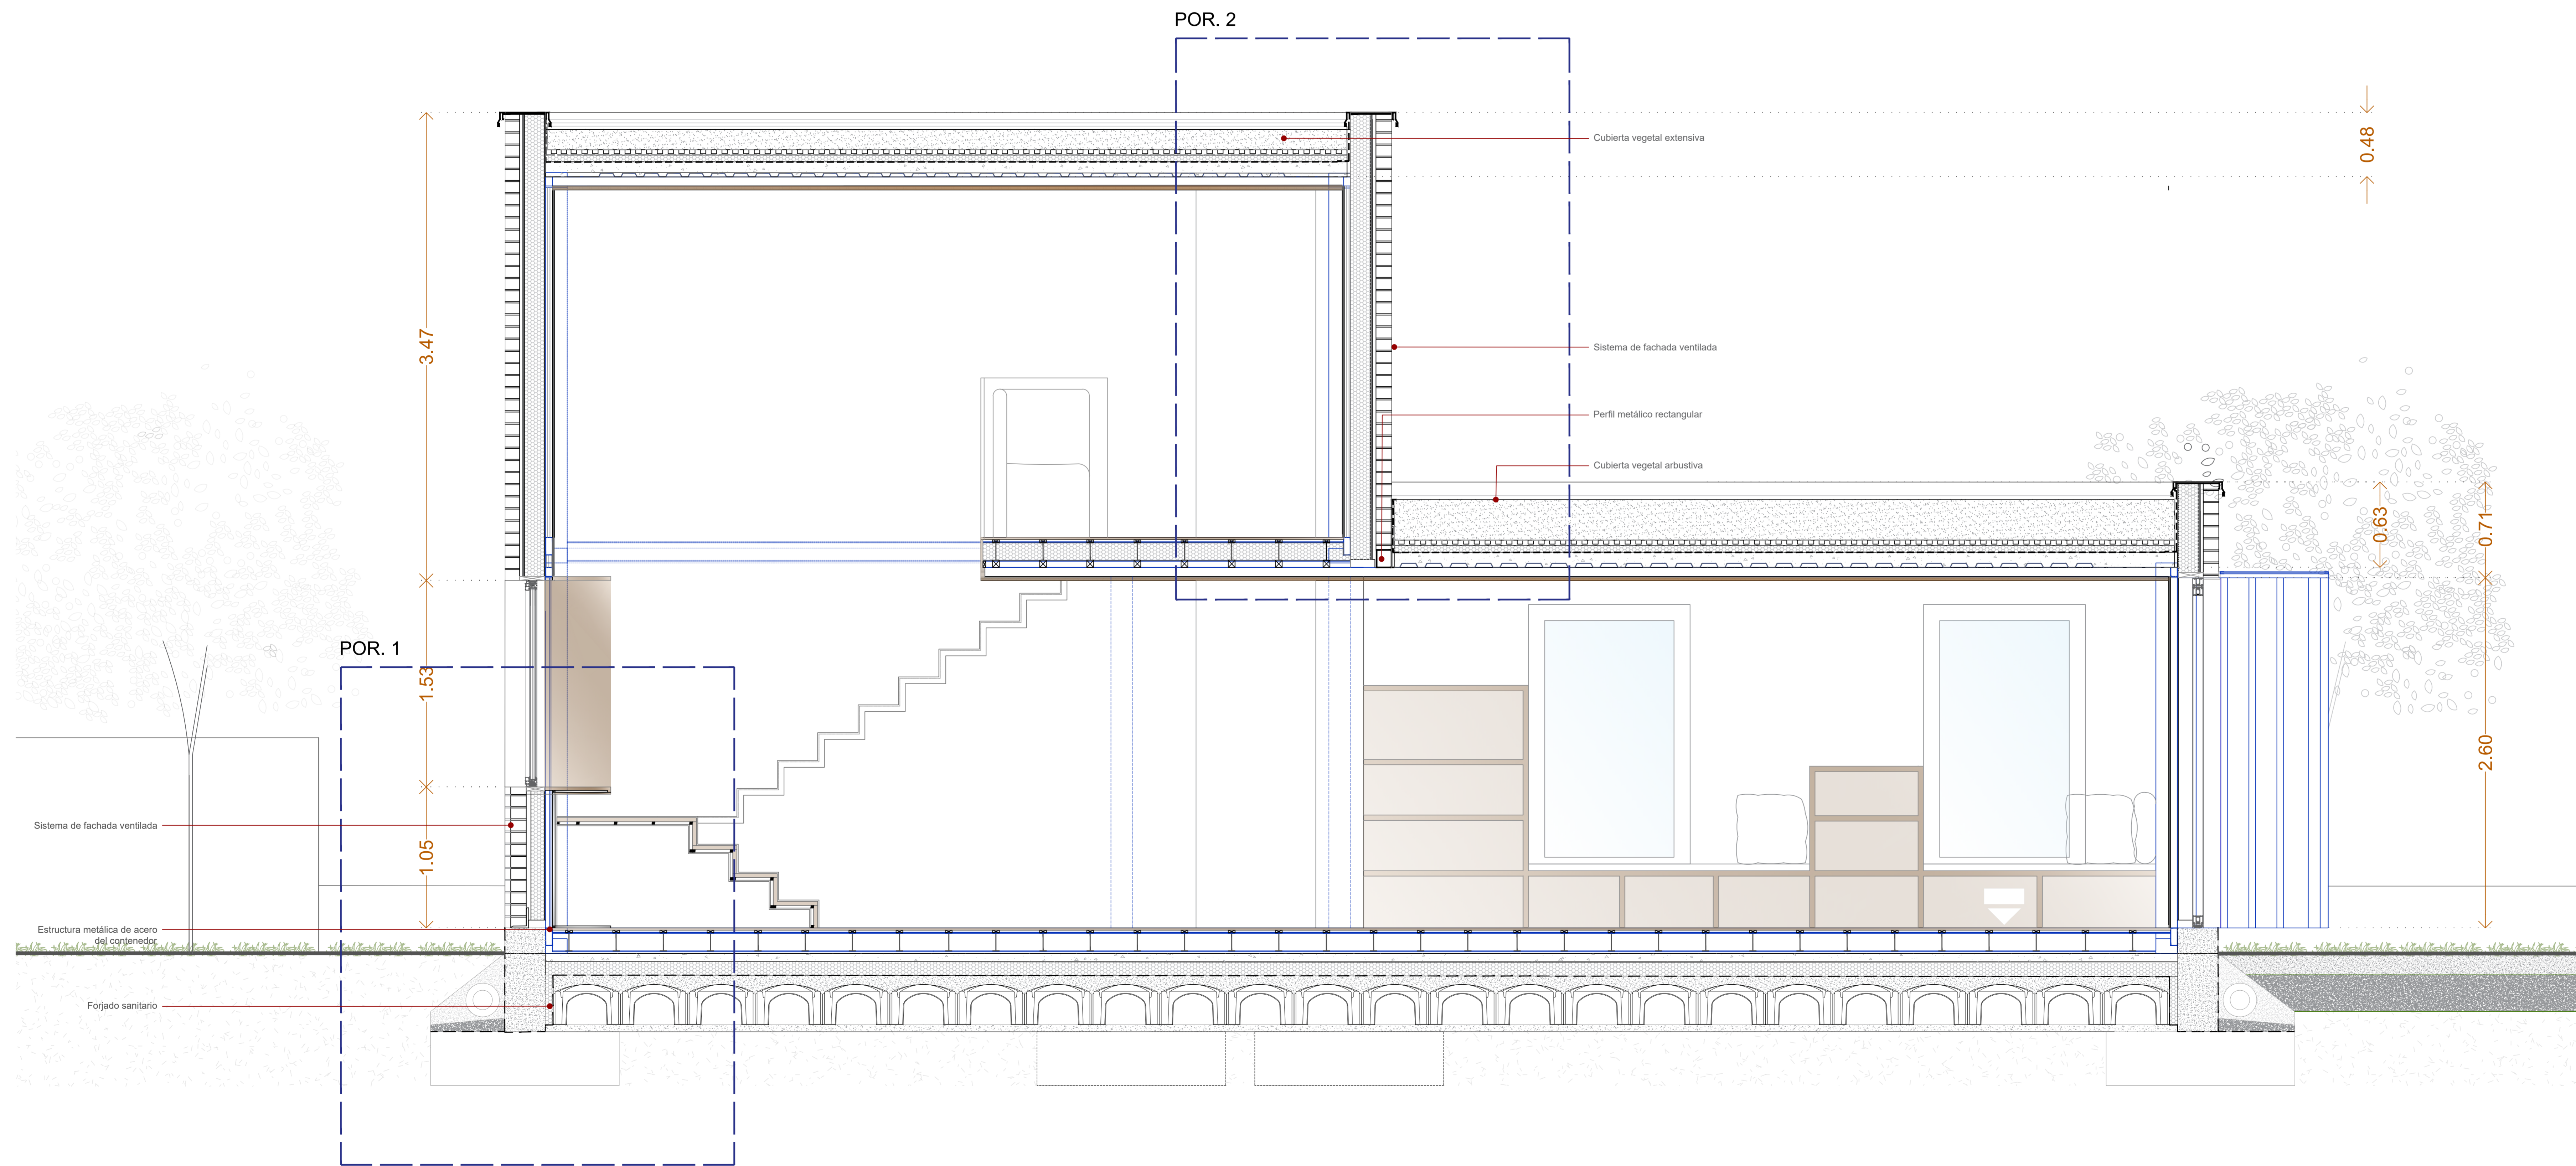 POR. 2
Cubierta vegetal extensiva
0.48
3.47
Sistema de fachada ventilada
Perfil metálico rectangular
Cubierta vegetal arbustiva
0.63
0.71
POR. 1
1.53
2.60
Sistema de fachada ventilada
1.05
Estructura metálica de acero
del contenedor
Forjado sanitario